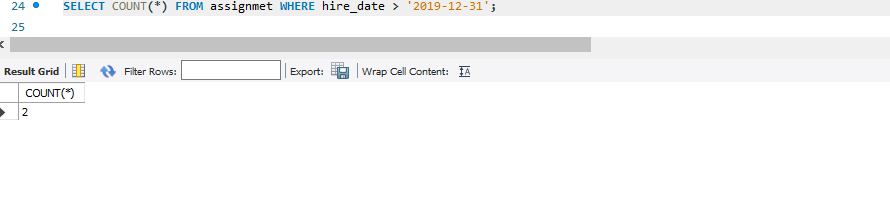 24 SELECT COUNT(*) FROM assignmet WHERE hire_date > '2019-12-31';
25
Result Grid Filter Rows: Export: Wrap Cell Content:
COUNT(*)
2